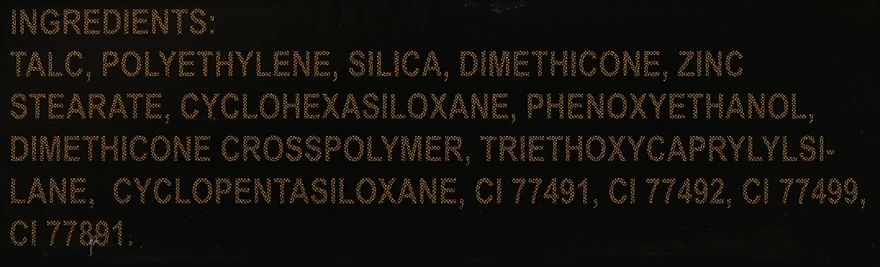 INGREDIENTS:
TALC, POLYETHYLENE, SILICA, DIMETHICONE, ZINC
STEARATE, CYCLOHEXASILOXANE, PHENOXYETHANOL,
DIMETHICONE CROSSPOLYMER, TRIETHOXYCAPRYLYLSI-
LANE, CYCLOPENTASILOXANE, CI 77491, CI 77492, CI 77499,
CI 77891.